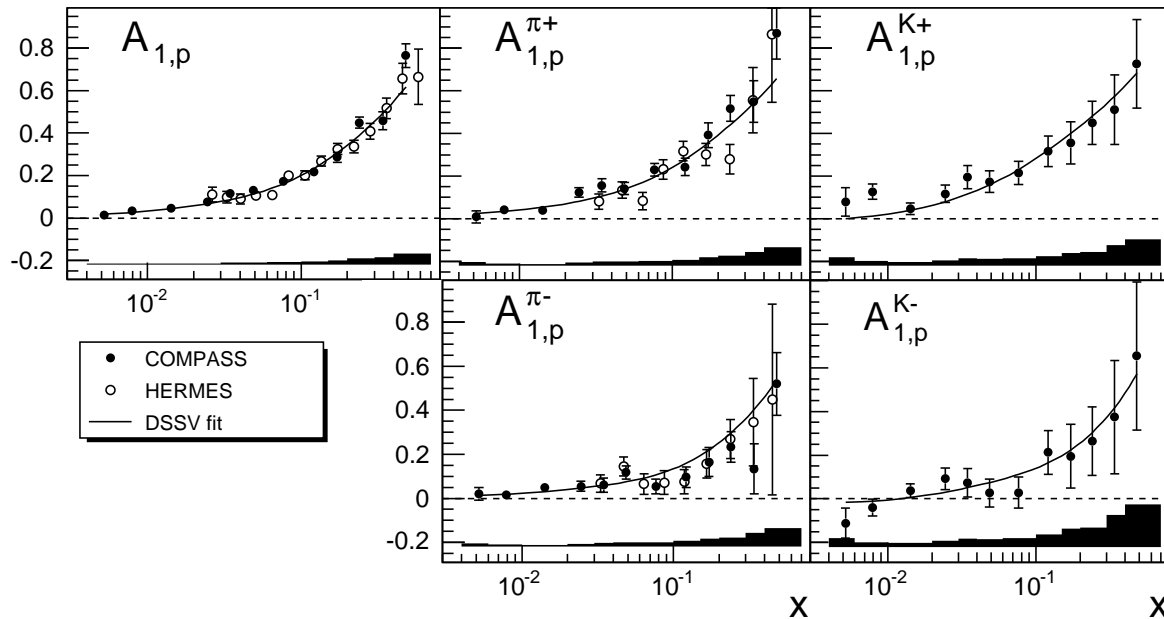 A1,p
Aπ+1,p
AK+1,p
0.8
0.6
0.4
0.2
0
-0.2
10-2
10-1
Aπ-1,p
AK-1,p
0.8
0.6
0.4
0.2
0
-0.2
COMPASS
HERMES
DSSV fit
10-2
10-1
10-2
10-1
x
x